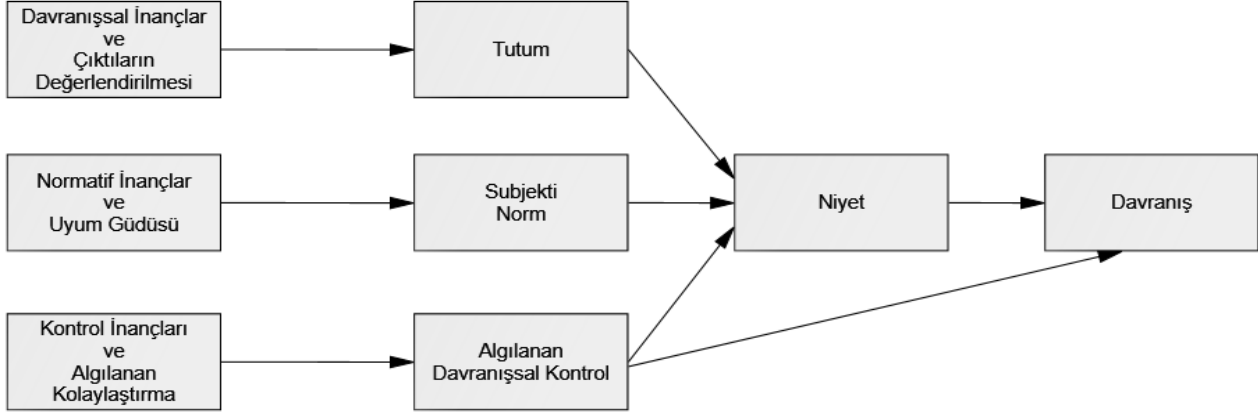 Davranışsal İnançlar
ve
Çıktıların
Değerlendirilmesi
Tutum
Normatif İnançlar
ve
Uyum Güdüsü
Subjekti
Norm
Niyet
Davranış
Kontrol İnançları
ve
Algılanan
Kolaylaştırma
Algılanan
Davranışsal Kontrol